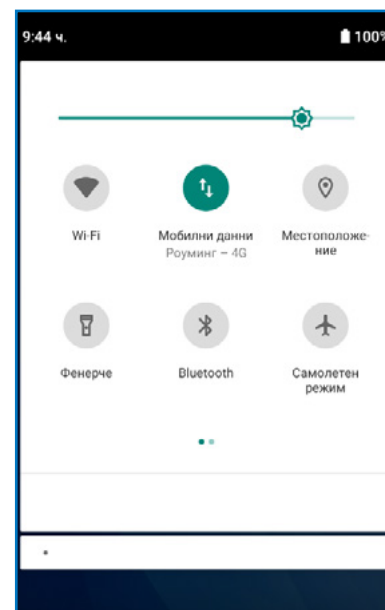 9:44 ч. 100%
Wi-Fi Мобилни данни Местоположе-
Роуминг – 4G ние
Фенерче Bluetooth Самолетен
режим